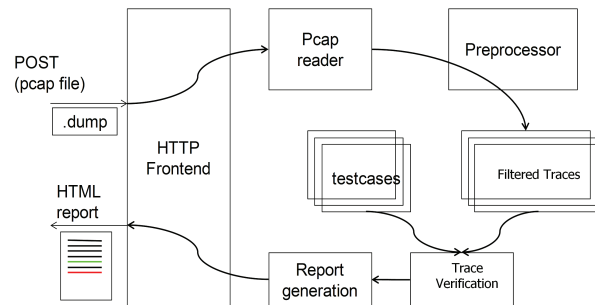 POST
(pcap file)
.dump
HTML
report
HTTP
Frontend
Pcap
reader
Preprocessor
testcases
Filtered Traces
Report
generation
Trace
Verification